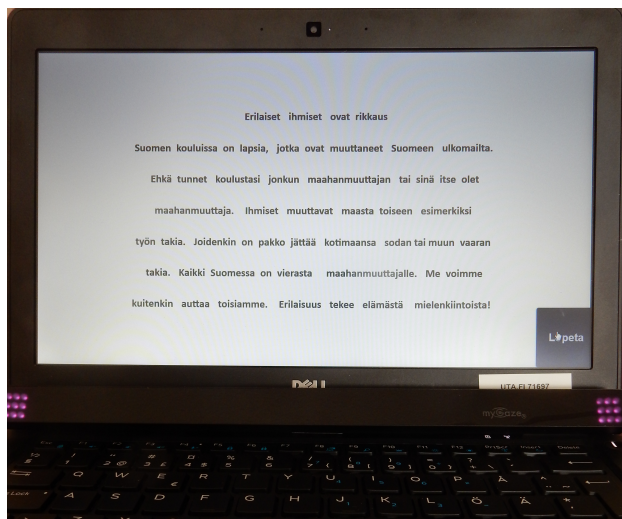 Erilaiset ihmiset ovat rikkaus
Suomen kouluissa on lapsia, jotka ovat muuttaneet Suomeen ulkomailta.
Ehkä tunnet koulustasi jonkun maahanmuuttajan tai sinä itse olet
maahanmuuttaja. Ihmiset muuttavat maasta toiseen esimerkiksi
työn takia. Joidenkin on pakko jättää kotimaansa sodan tai muun vaaran
takia. Kaikki Suomessa on vierasta maahanmuuttajalle. Me voimme
kuitenkin auttaa toisiamme. Erilaisuus tekee elämästä mielenkiintoista!
Lopeta
DELL
UTA.FI 71697
myGaze
Q W E R T Y U I O P Å
A S D F G H J K L Ö Ä